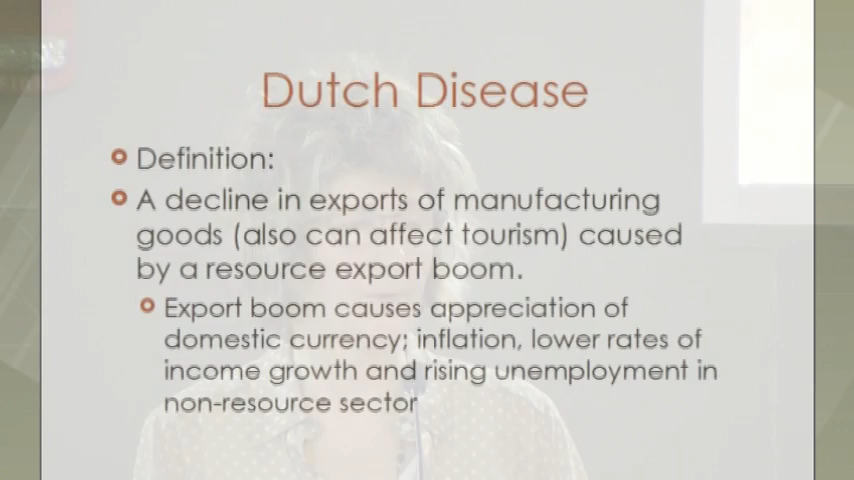 Dutch Disease
Definition:
A decline in exports of manufacturing
goods (also can affect tourism) caused
by a resource export boom.
Export boom causes appreciation of
domestic currency; inflation, lower rates of
income growth and rising unemployment in
non-resource sector